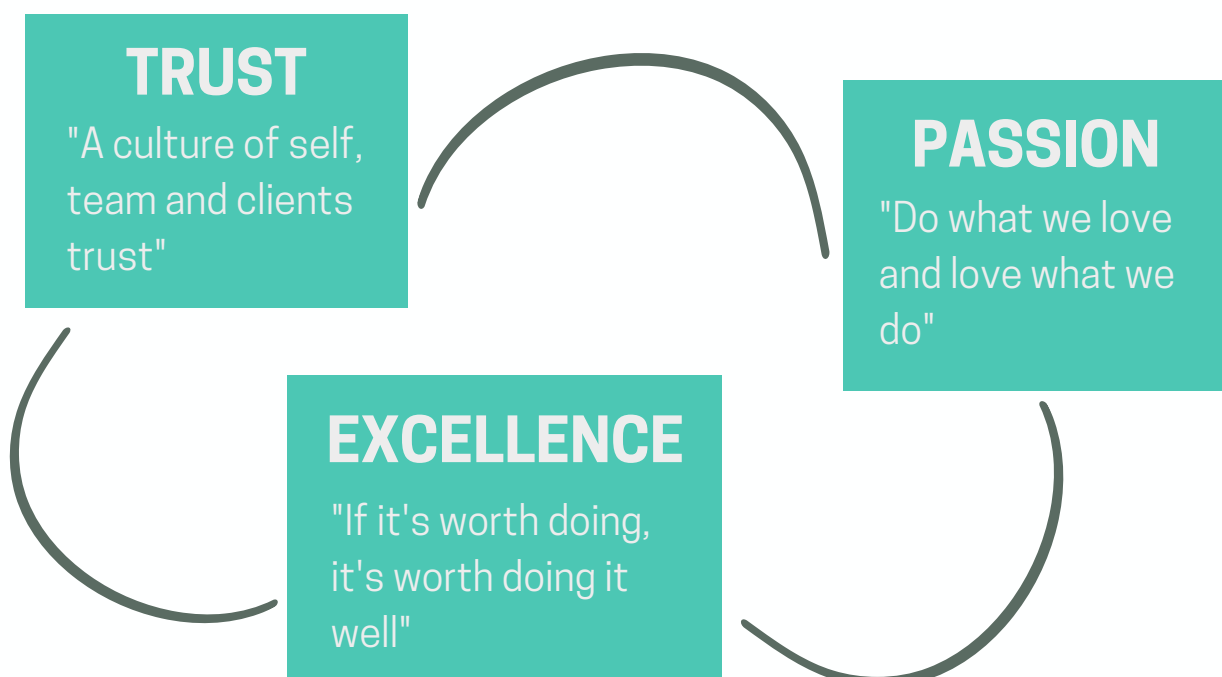 TRUST
"A culture of self,
team and clients
trust"
PASSION
"Do what we love
and love what we
do"
EXCELLENCE
"If it's worth doing,
it's worth doing it
well"